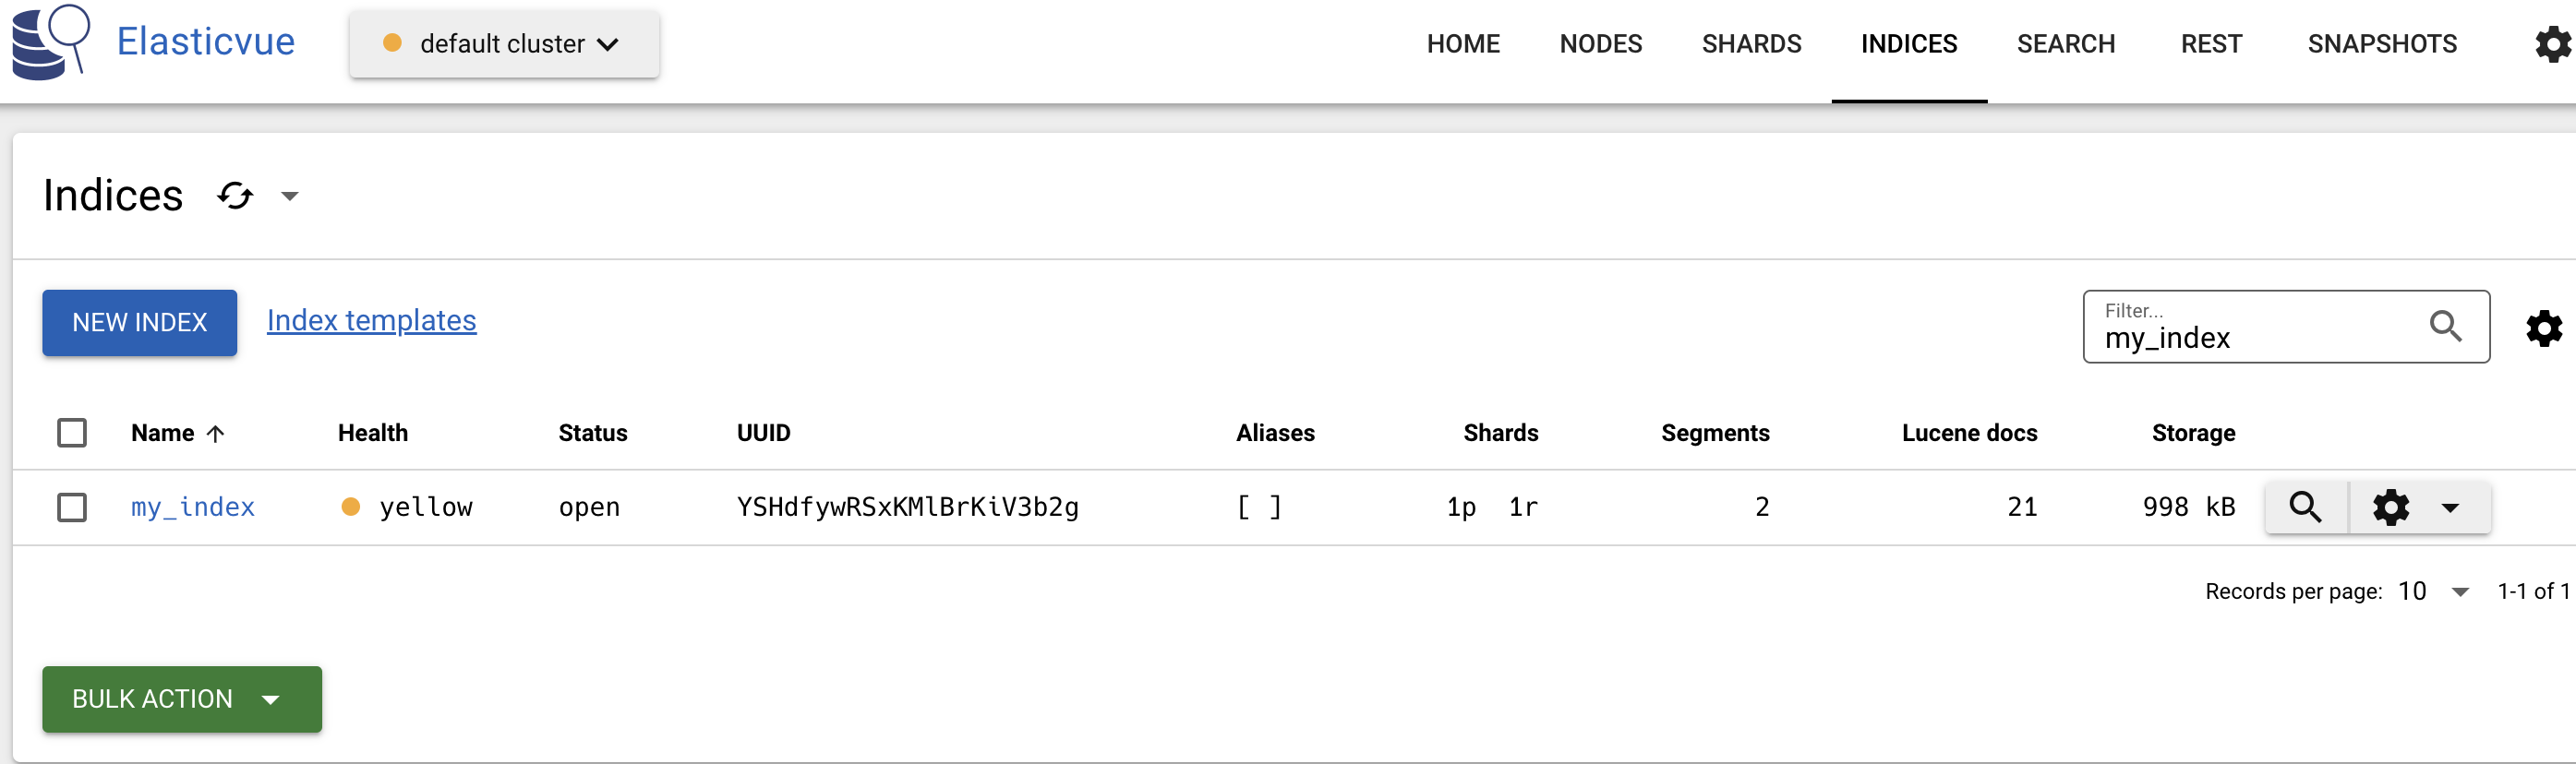 Elasticvue default cluster HOME NODES SHARDS INDICES SEARCH REST SNAPSHOTS
Indices
NEW INDEX Index templates Filter... my_index
Name Health Status UUID Aliases Shards Segments Lucene docs Storage
my_index yellow open YSHdfywRSxKMlBrKiV3b2g [ ] 1p 1r 2 21 998 kB
Records per page: 10 1-1 of 1
BULK ACTION